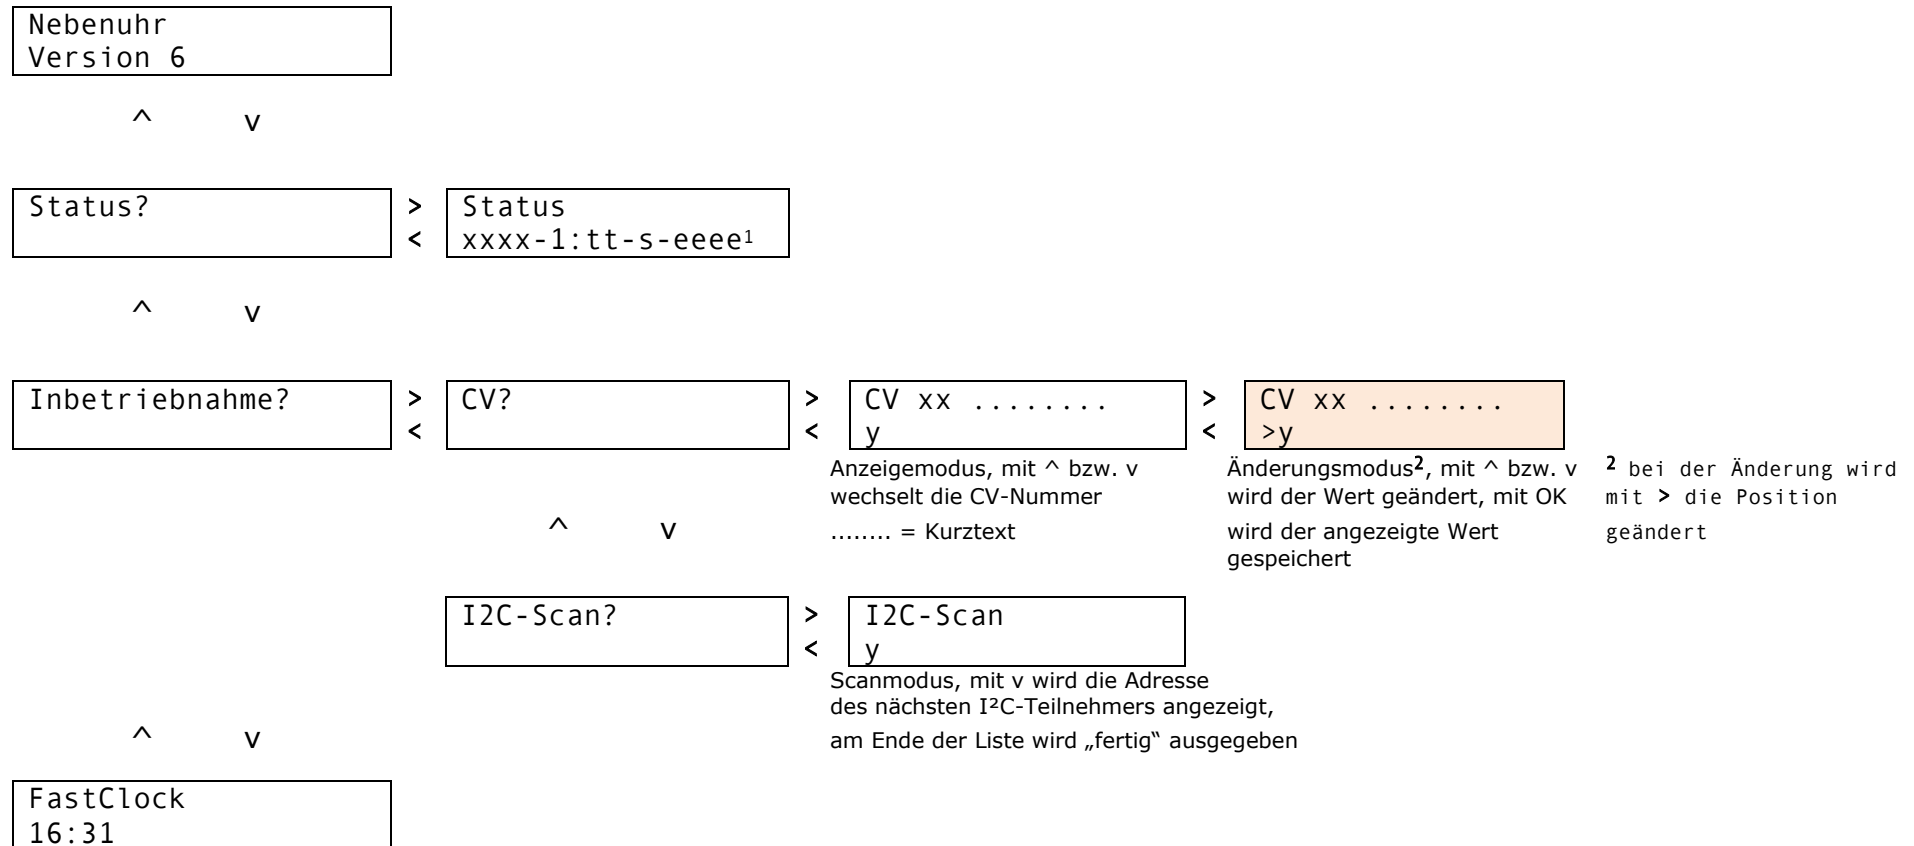 Nebenuhr
Version 6
^ v
Status? > Status
< xxxx-1:tt-s-eeee¹
^ v
Inbetriebnahme? > CV? > CV xx ........ > CV xx ........
< < y < >y
Anzeigemodus, mit ^ bzw. v
wechselt die CV-Nummer
........ = Kurztext
Änderungsmodus², mit ^ bzw. v
wird der Wert geändert, mit OK
wird der angezeigte Wert
gespeichert
² bei der Änderung wird
mit > die Position
geändert
^ v
I2C-Scan? > I2C-Scan
< y
Scanmodus, mit v wird die Adresse
des nächsten I²C-Teilnehmers angezeigt,
am Ende der Liste wird „fertig“ ausgegeben
^ v
FastClock
16:31